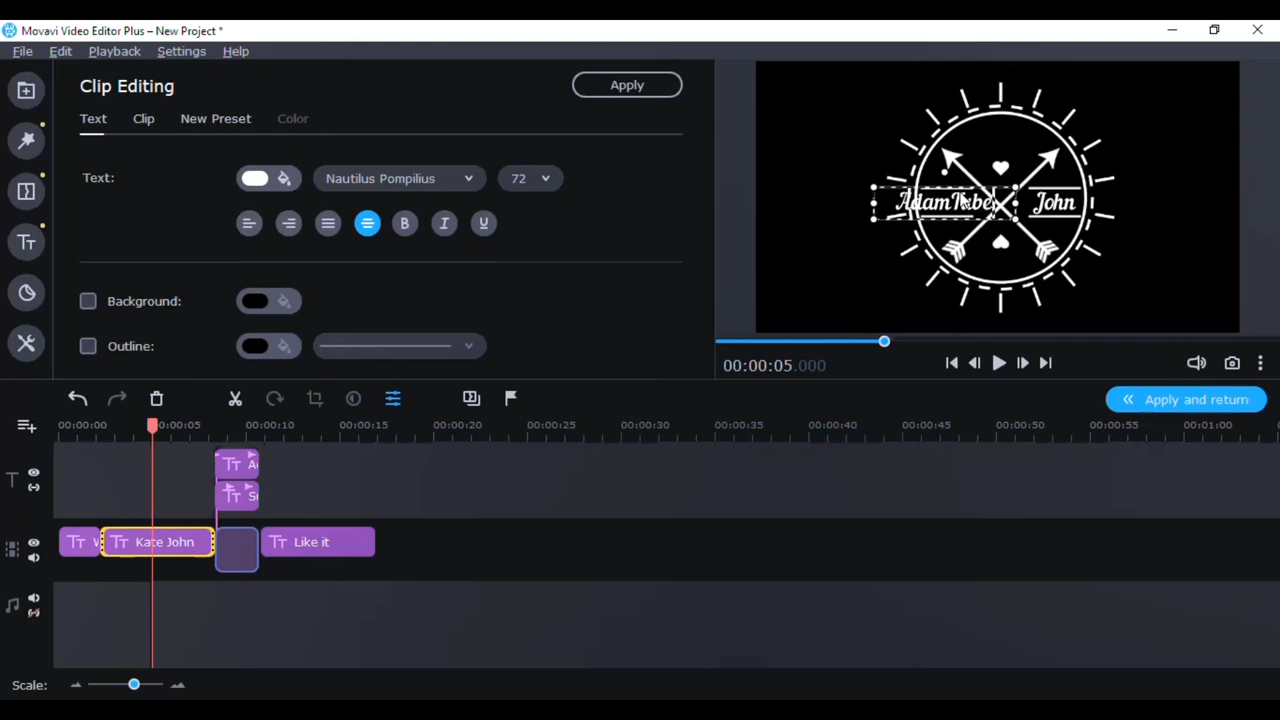 Movavi Video Editor Plus – New Project *
File Edit Playback Settings Help
Clip Editing
Apply
Text Clip New Preset Color
Text:
Nautilus Pompilius
72
B I U
Background:
Outline:
John
00:00:05.000
Apply and return
00:00:00 00:00:05 00:00:10 00:00:15 00:00:20 00:00:25 00:00:30 00:00:35 00:00:40 00:00:45 00:00:50 00:00:55 00:01:00
Kate John
Like it
Scale: